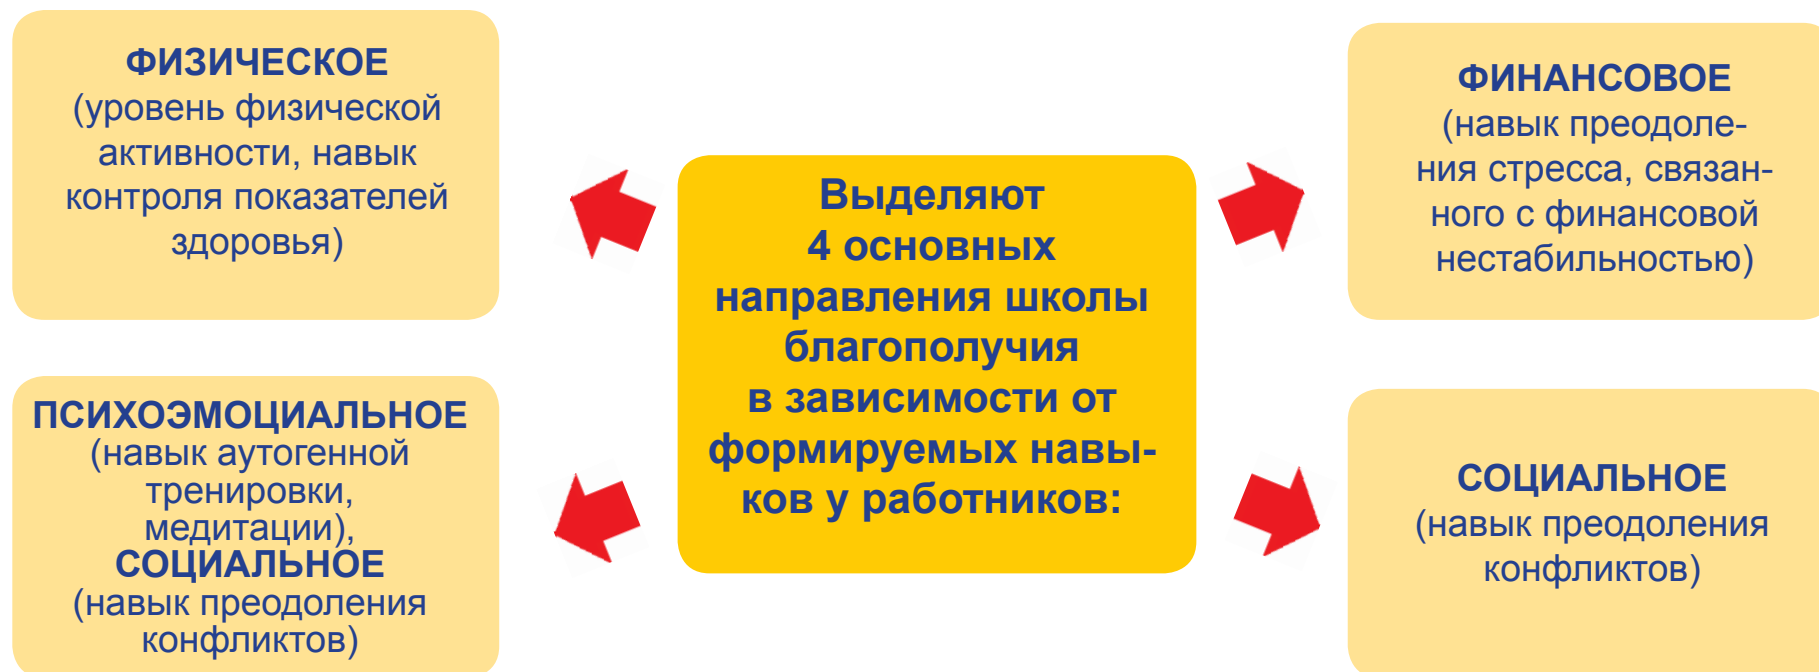 ФИЗИЧЕСКОЕ
(уровень физической
активности, навык
контроля показателей
здоровья)
ПСИХОЭМОЦИАЛЬНОЕ
(навык аутогенной
тренировки,
медитации),
СОЦИАЛЬНОЕ
(навык преодоления
конфликтов)
Выделяют
4 основных
направления школы
благополучия
в зависимости от
формируемых навы-
ков у работников:
ФИНАНСОВОЕ
(навык преодоле-
ния стресса, связан-
ного с финансовой
нестабильностью)
СОЦИАЛЬНОЕ
(навык преодоления
конфликтов)